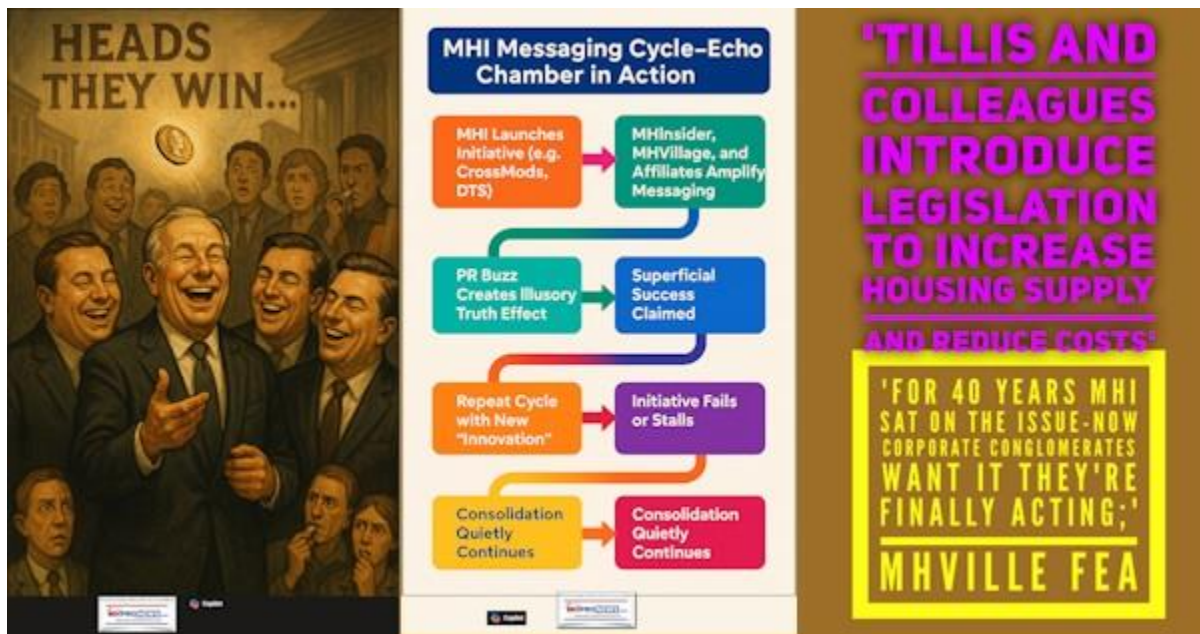 HEADS
THEY WIN...
MHI Messaging Cycle–Echo
Chamber in Action
MHI Launches
Initiative (e.g.
CrossMods,
DTS)
MHInsider,
MHVillage, and
Affiliates Amplify
Messaging
PR Buzz
Creates Illusory
Truth Effect
Superficial
Success
Claimed
Repeat Cycle
with New
"Innovation"
Initiative Fails
or Stalls
Consolidation
Quietly
Continues
Consolidation
Quietly
Continues
Copilot
Copilot
'TILLIS AND
COLLEAGUES
INTRODUCE
LEGISLATION
TO INCREASE
HOUSING SUPPLY
AND REDUCE COSTS'
'FOR 40 YEARS MHI
SAT ON THE ISSUE-NOW
CORPORATE CONGLOMERATES
WANT IT THEY'RE
FINALLY ACTING;'
MHVILLE FEA